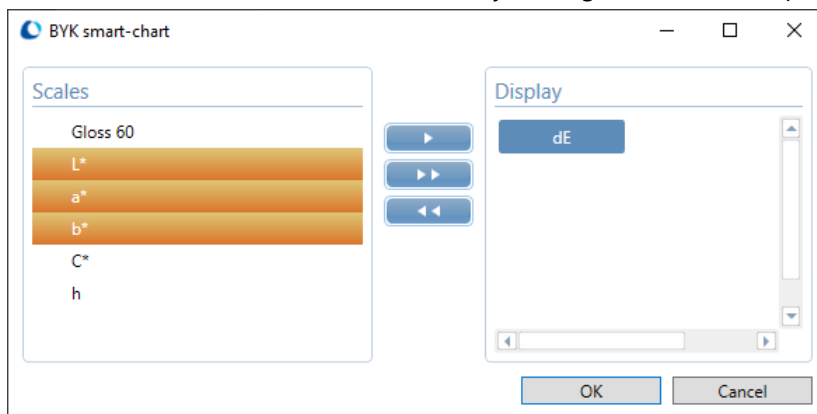 BYK smart-chart
Scales
Gloss 60
L*
a*
b*
C*
h
Display
dE
OK
Cancel